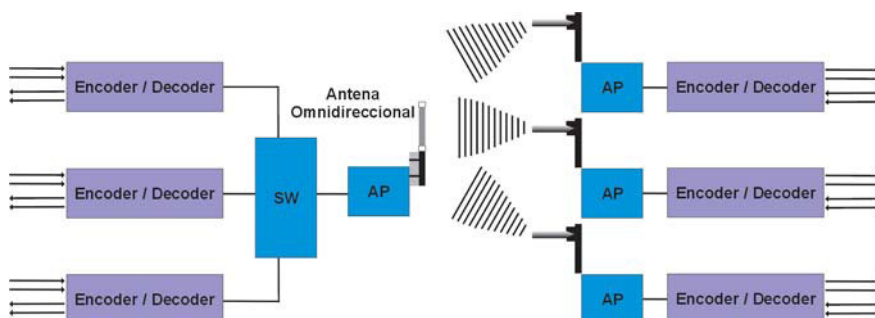 Encoder / Decoder
Antena
Omnidireccional
AP
Encoder / Decoder
Encoder / Decoder
SW
AP
AP
Encoder / Decoder
Encoder / Decoder
AP
Encoder / Decoder